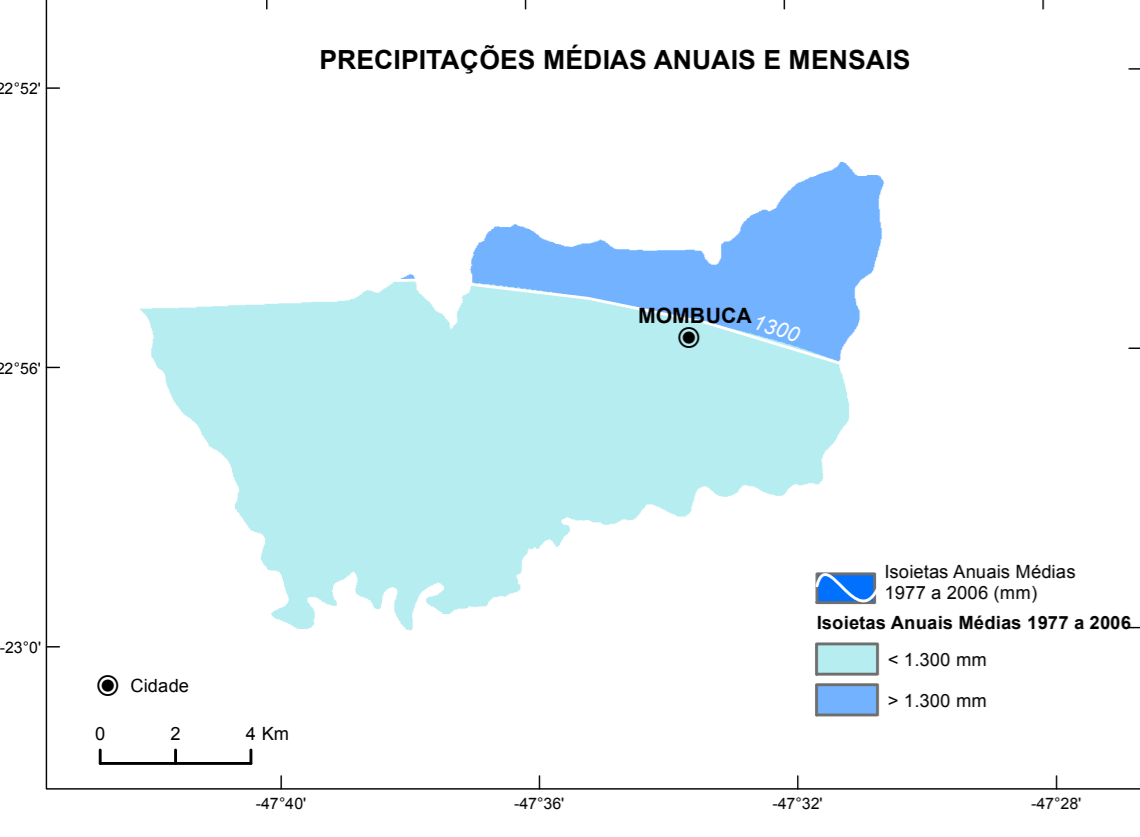 PRECIPITAÇÕES MÉDIAS ANUAIS E MENSAIS
22°52'
MOMBUCA
1300
22°56'
Isoietas Anuais Médias
1977 a 2006 (mm)
Isoietas Anuais Médias 1977 a 2006
-23°0'
< 1.300 mm
Cidade
> 1.300 mm
0 2 4 Km
-47°40' -47°36' -47°32' -47°28'